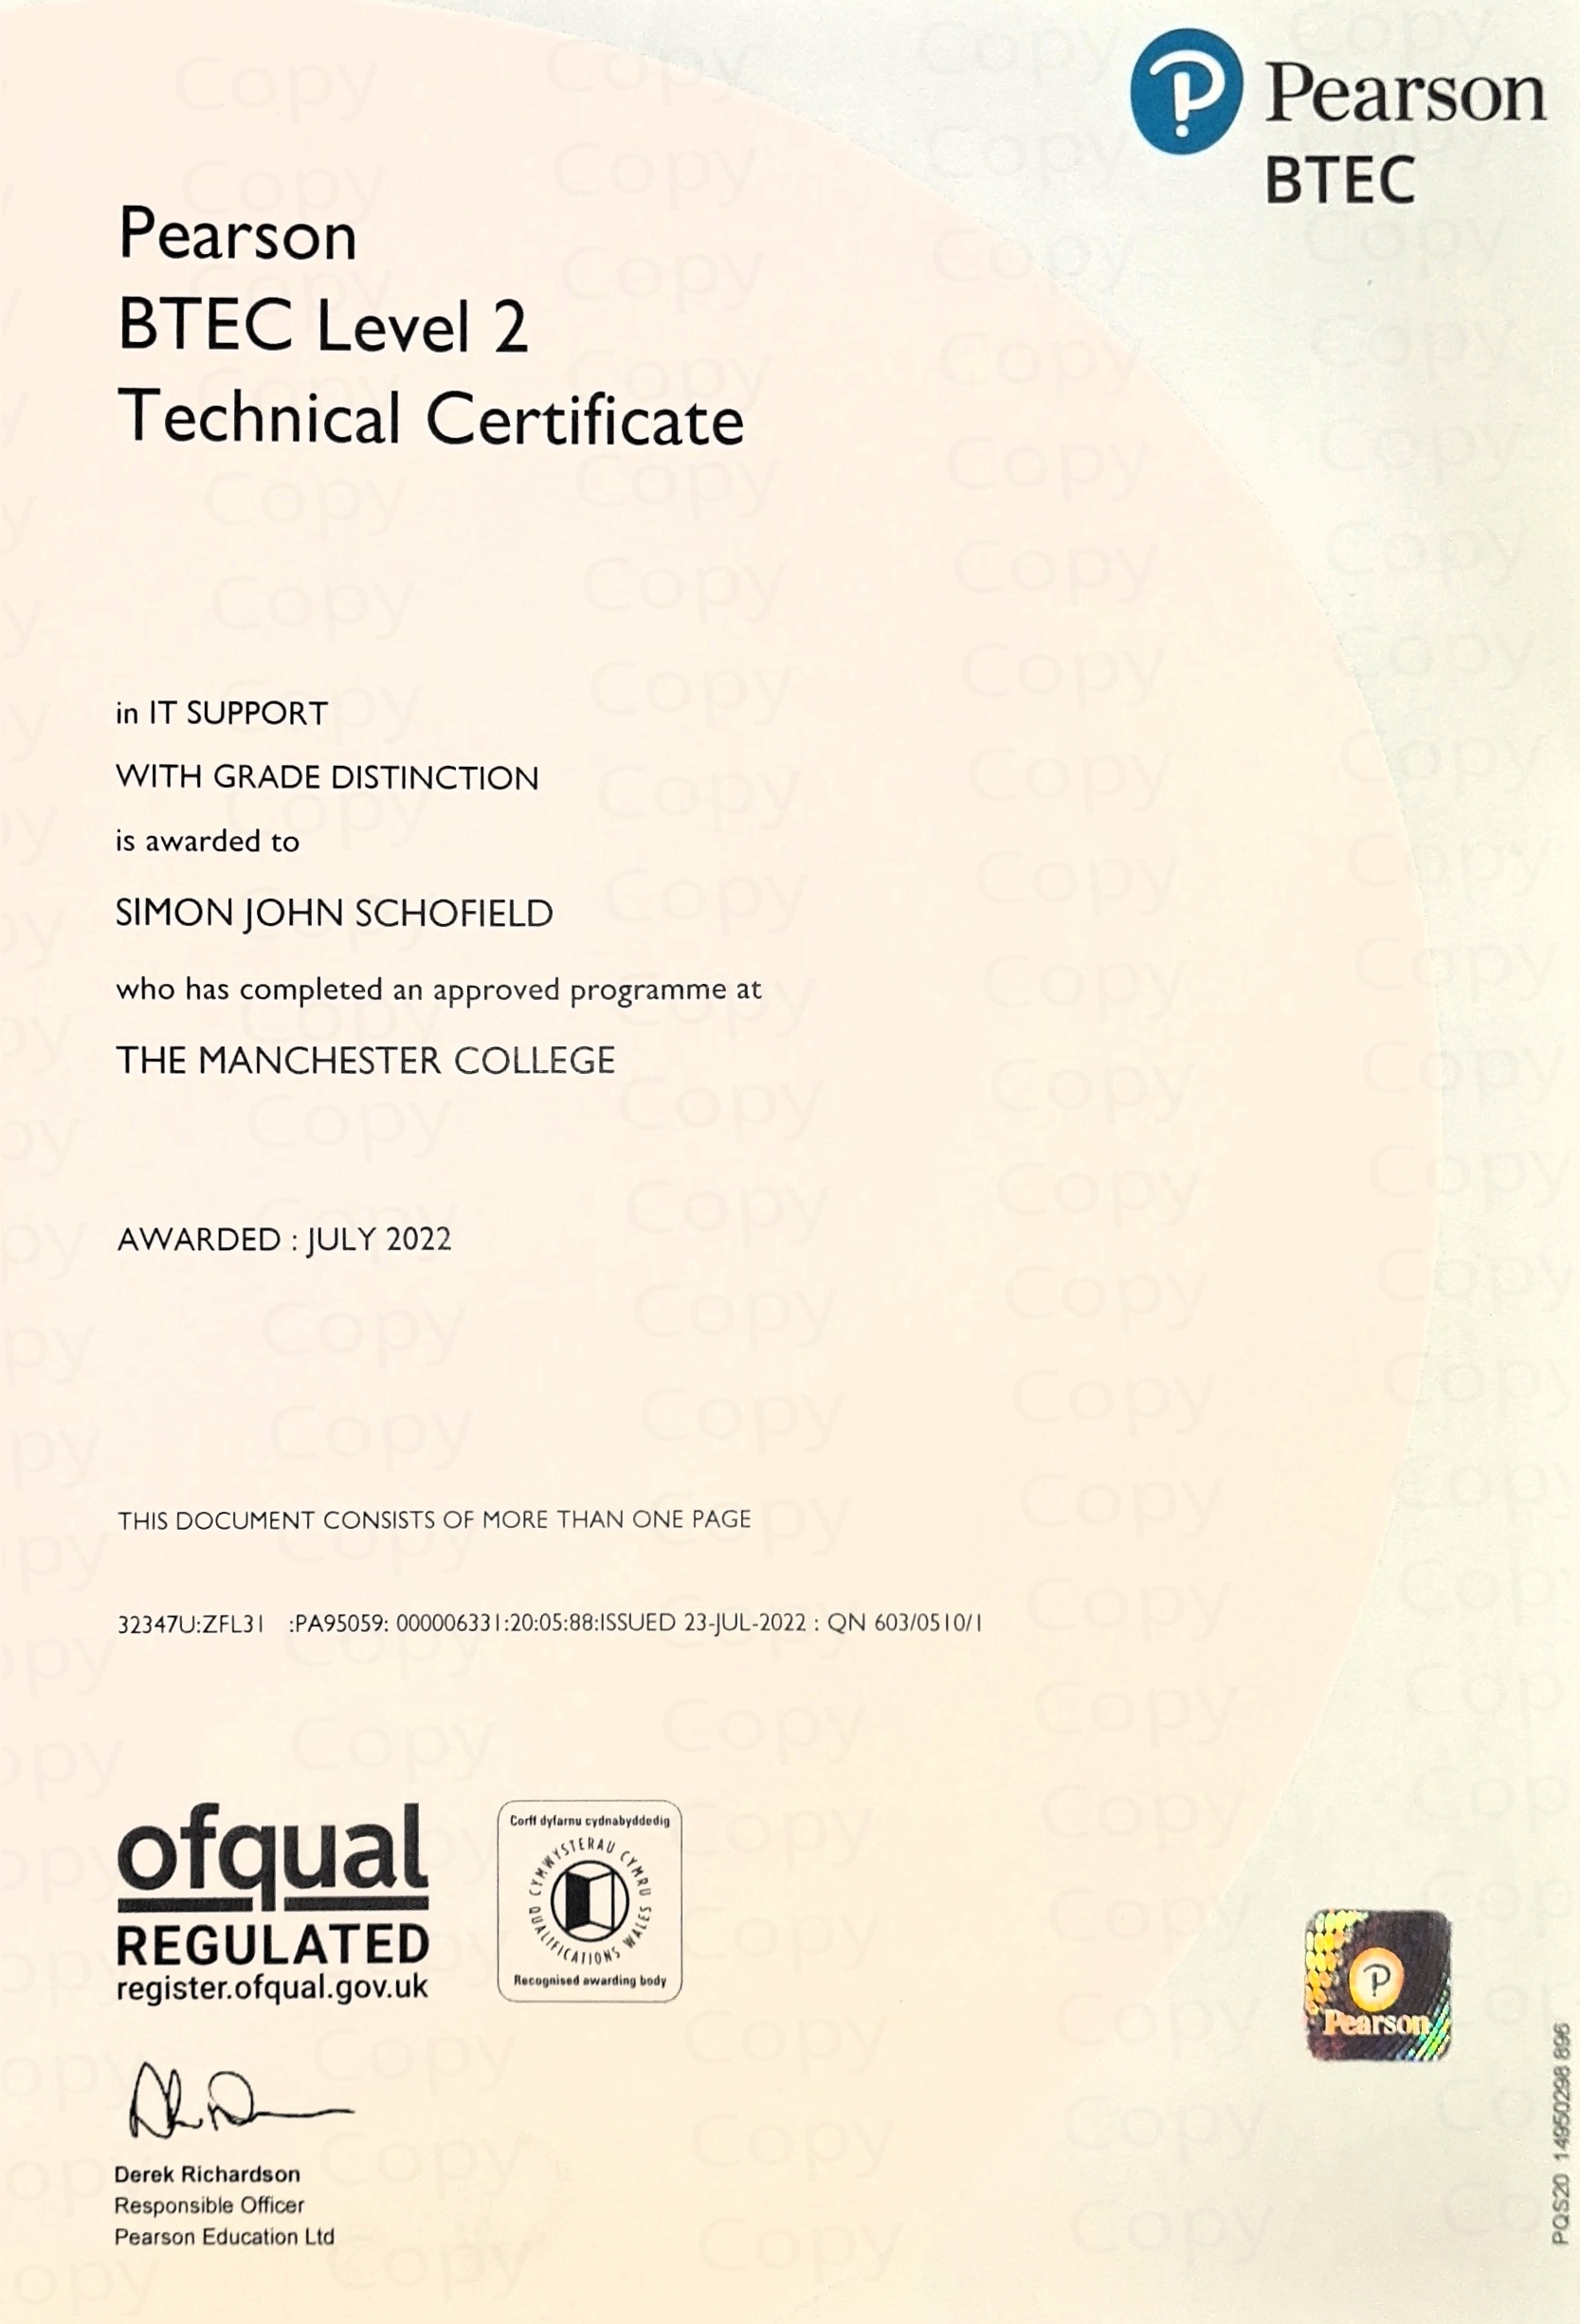 Pearson
BTEC
Pearson
BTEC Level 2
Technical Certificate
in IT SUPPORT
WITH GRADE DISTINCTION
is awarded to
SIMON JOHN SCHOFIELD
who has completed an approved programme at
THE MANCHESTER COLLEGE
AWARDED : JULY 2022
THIS DOCUMENT CONSISTS OF MORE THAN ONE PAGE
32347U:ZFL31 :PA95059: 000006331:20:05:88:ISSUED 23-JUL-2022 : QN 603/0510/1
ofqual
REGULATED
register.ofqual.gov.uk
Corff dyfarnu cydnabyddedig
CYMWYSTERAU CYMRU
QUALIFICATIONS WALES
Recognised awarding body
Pearson
Derek Richardson
Responsible Officer
Pearson Education Ltd
PQS20 14950298 896
Copy